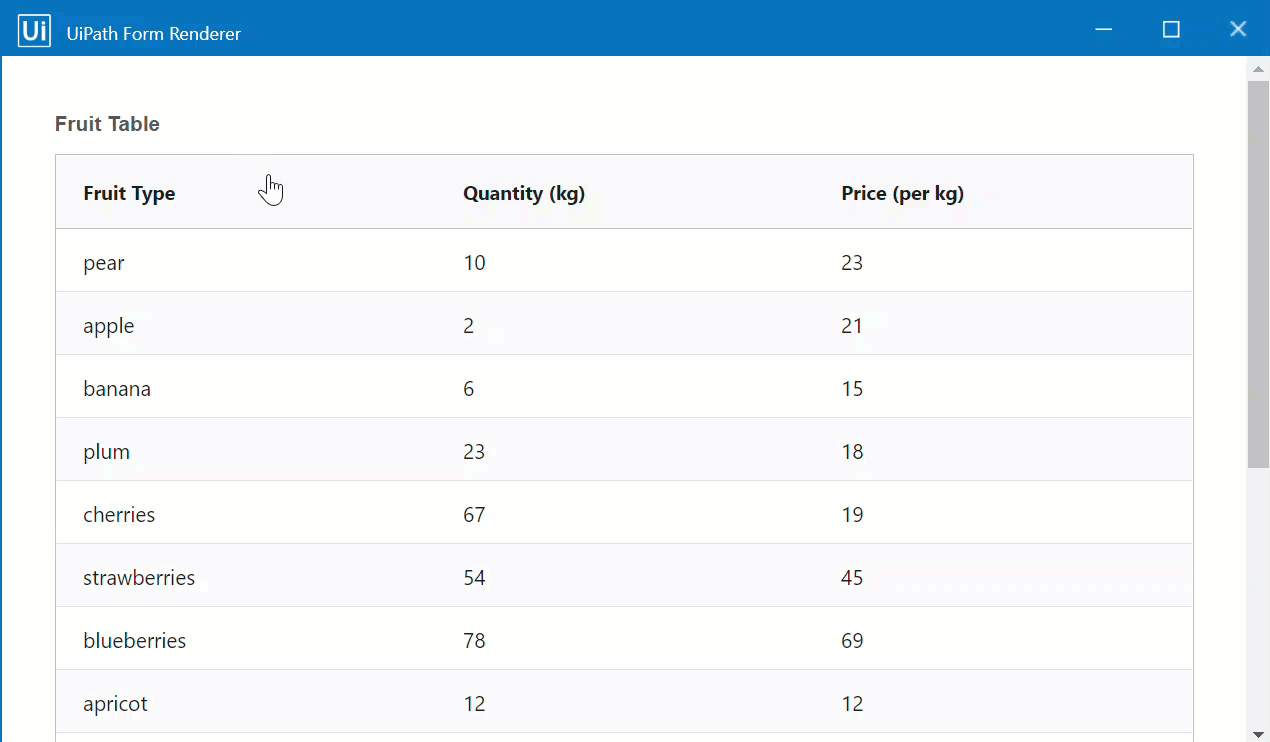 Ui UiPath Form Renderer
Fruit Table
Fruit Type Quantity (kg) Price (per kg)
pear 10 23
apple 2 21
banana 6 15
plum 23 18
cherries 67 19
strawberries 54 45
blueberries 78 69
apricot 12 12